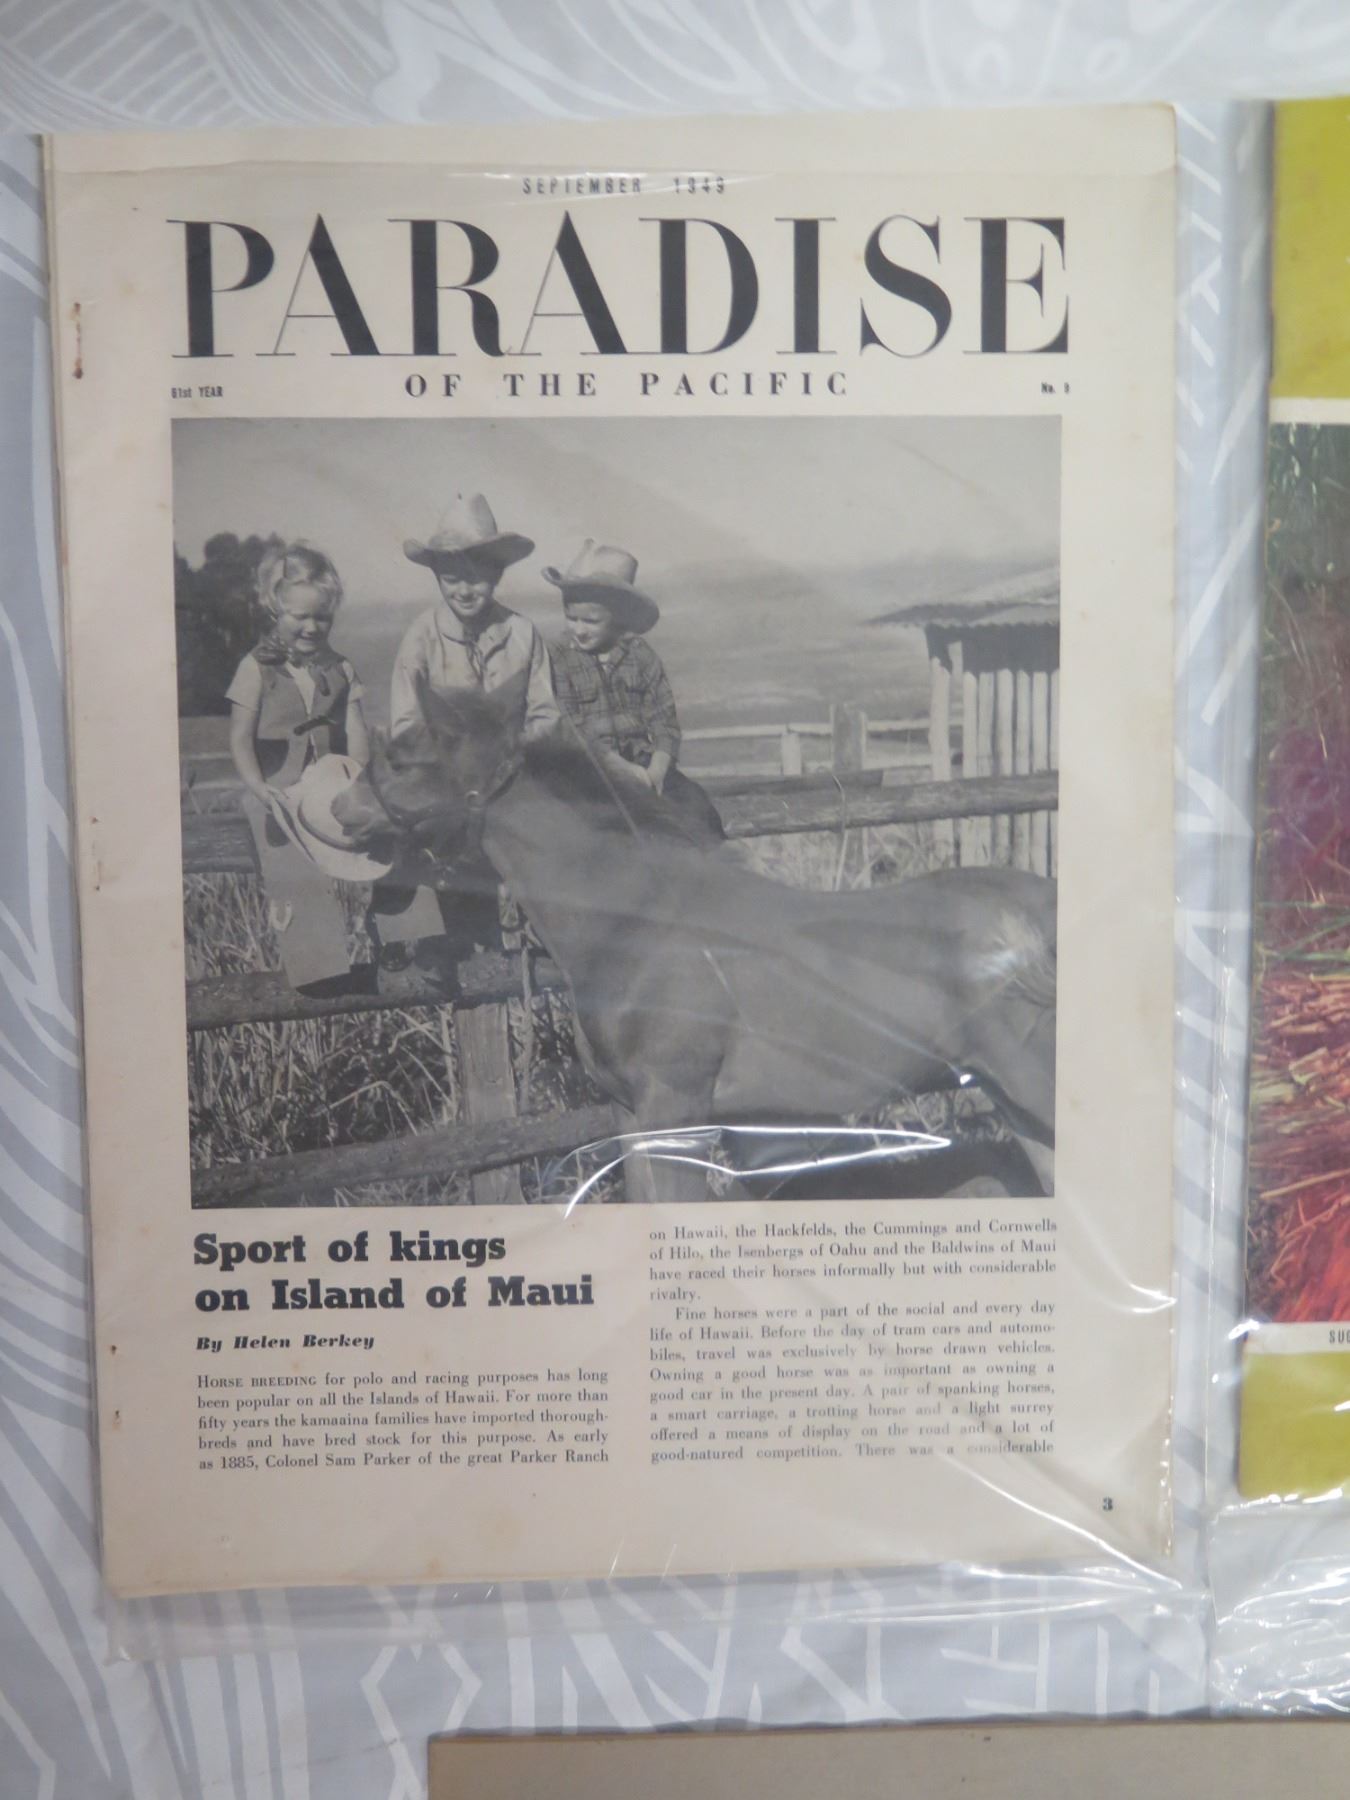 SEPTEMBER 1949
PARADISE
OF THE PACIFIC
61st YEAR
No. 9
Sport of kings
on Island of Maui
By Helen Berkey
HORSE BREEDING for polo and racing purposes has long
been popular on all the Islands of Hawaii. For more than
fifty years the kamaaina families have imported thorough-
breds and have bred stock for this purpose. As early
as 1885, Colonel Sam Parker of the great Parker Ranch
on Hawaii, the Hackfelds, the Cummings and Cornwells
of Hilo, the Isenbergs of Oahu and the Baldwins of Maui
have raced their horses informally but with considerable
rivalry.
Fine horses were a part of the social and every day
life of Hawaii. Before the day of tram cars and automo-
biles, travel was exclusively by horse drawn vehicles.
Owning a good horse was as important as owning a
good car in the present day. A pair of spanking horses,
a smart carriage, a trotting horse and a light surrey
offered a means of display on the road and a lot of
good-natured competition. There was a considerable
3